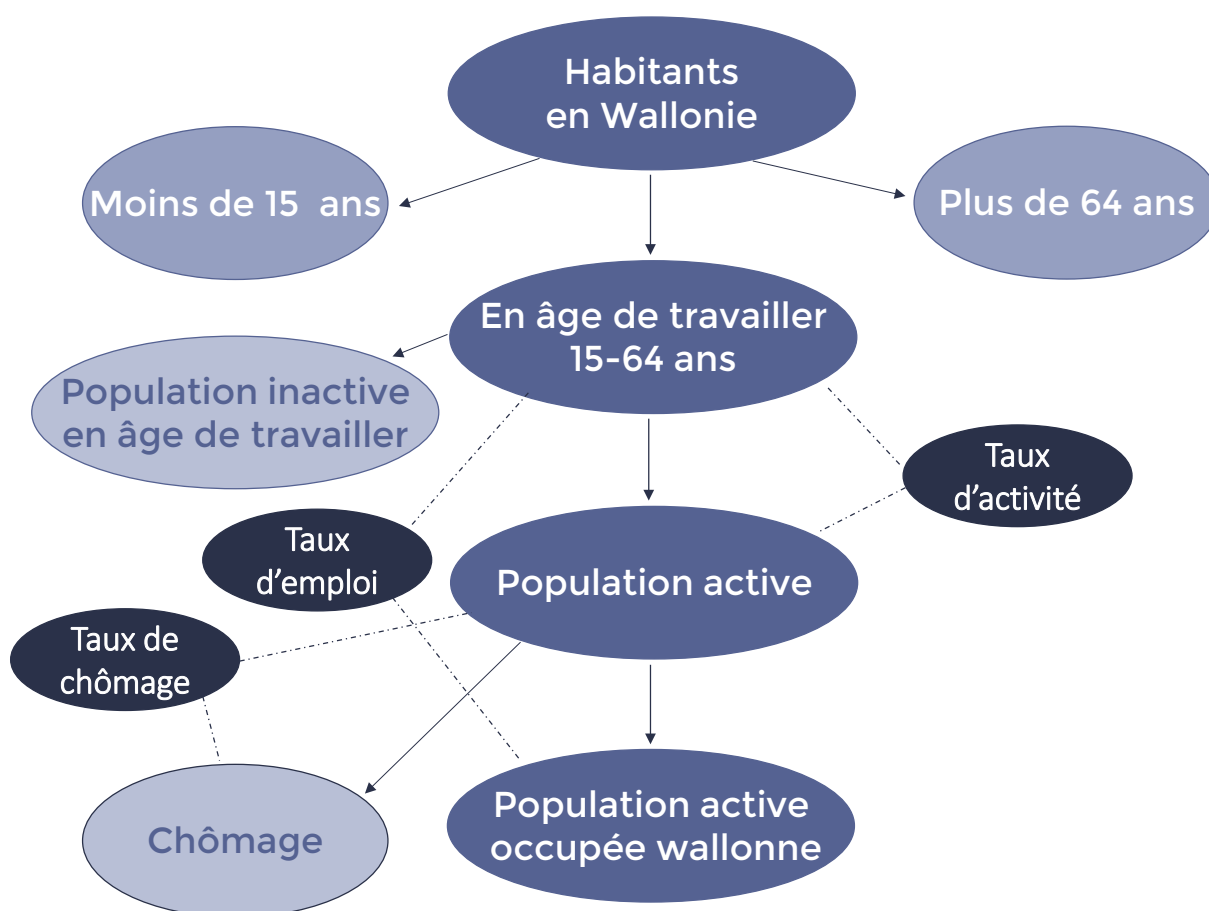 Habitants
en Wallonie
Moins de 15 ans
Plus de 64 ans
En âge de travailler
15-64 ans
Population inactive
en âge de travailler
Taux
d’activité
Taux
d’emploi
Population active
Taux de
chômage
Population active
occupée wallonne
Chômage